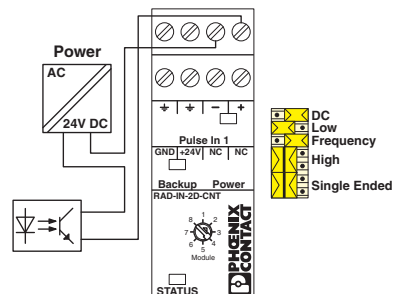 Power
AC
24V DC
− +
Pulse In 1
GND +24V NC NC
Backup Power
RAD-IN-2D-CNT
1
2
3
4
5
6
7
8
Module
STATUS
PHŒNIX
CONTACT
DC
Low
Frequency
High
Single Ended